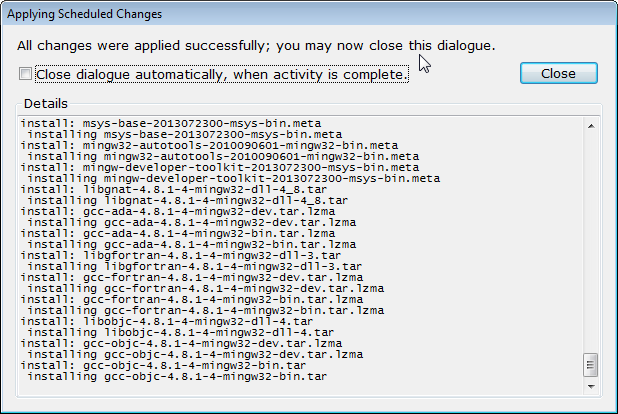 Applying Scheduled Changes
All changes were applied successfully; you may now close this dialogue.
Close dialogue automatically, when activity is complete.
Close
Details
install: msys-base-2013072300-msys-bin.meta
installing msys-base-2013072300-msys-bin.meta
install: mingw32-autotools-2010090601-mingw32-bin.meta
installing mingw32-autotools-2010090601-mingw32-bin.meta
install: mingw-developer-toolkit-2013072300-msys-bin.meta
installing mingw-developer-toolkit-2013072300-msys-bin.meta
install: libgnat-4.8.1-4-mingw32-dll-4_8.tar
installing libgnat-4.8.1-4-mingw32-dll-4_8.tar
install: gcc-ada-4.8.1-4-mingw32-dev.tar.lzma
installing gcc-ada-4.8.1-4-mingw32-dev.tar.lzma
install: gcc-ada-4.8.1-4-mingw32-bin.tar.lzma
installing gcc-ada-4.8.1-4-mingw32-bin.tar.lzma
install: libgfortran-4.8.1-4-mingw32-dll-3.tar
installing libgfortran-4.8.1-4-mingw32-dll-3.tar
install: gcc-fortran-4.8.1-4-mingw32-dev.tar.lzma
installing gcc-fortran-4.8.1-4-mingw32-dev.tar.lzma
install: gcc-fortran-4.8.1-4-mingw32-bin.tar.lzma
installing gcc-fortran-4.8.1-4-mingw32-bin.tar.lzma
install: libobjc-4.8.1-4-mingw32-dll-4.tar
installing libobjc-4.8.1-4-mingw32-dll-4.tar
install: gcc-objc-4.8.1-4-mingw32-dev.tar.lzma
installing gcc-objc-4.8.1-4-mingw32-dev.tar.lzma
install: gcc-objc-4.8.1-4-mingw32-bin.tar
installing gcc-objc-4.8.1-4-mingw32-bin.tar